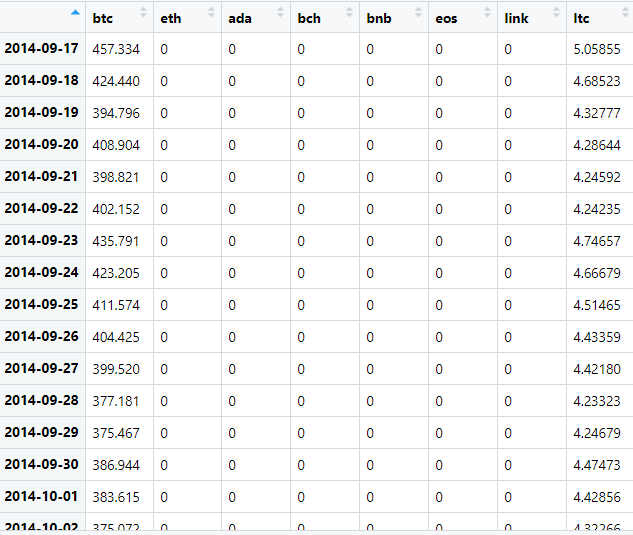 btc eth ada bch bnb eos link ltc
2014-09-17 457.334 0 0 0 0 0 0 5.05855
2014-09-18 424.440 0 0 0 0 0 0 4.68523
2014-09-19 394.796 0 0 0 0 0 0 4.32777
2014-09-20 408.904 0 0 0 0 0 0 4.28644
2014-09-21 398.821 0 0 0 0 0 0 4.24592
2014-09-22 402.152 0 0 0 0 0 0 4.24235
2014-09-23 435.791 0 0 0 0 0 0 4.74657
2014-09-24 423.205 0 0 0 0 0 0 4.66679
2014-09-25 411.574 0 0 0 0 0 0 4.51465
2014-09-26 404.425 0 0 0 0 0 0 4.43359
2014-09-27 399.520 0 0 0 0 0 0 4.42180
2014-09-28 377.181 0 0 0 0 0 0 4.23323
2014-09-29 375.467 0 0 0 0 0 0 4.24679
2014-09-30 386.944 0 0 0 0 0 0 4.47473
2014-10-01 383.615 0 0 0 0 0 0 4.42856
2014-10-02 375.072 0 0 0 0 0 0 4.32266